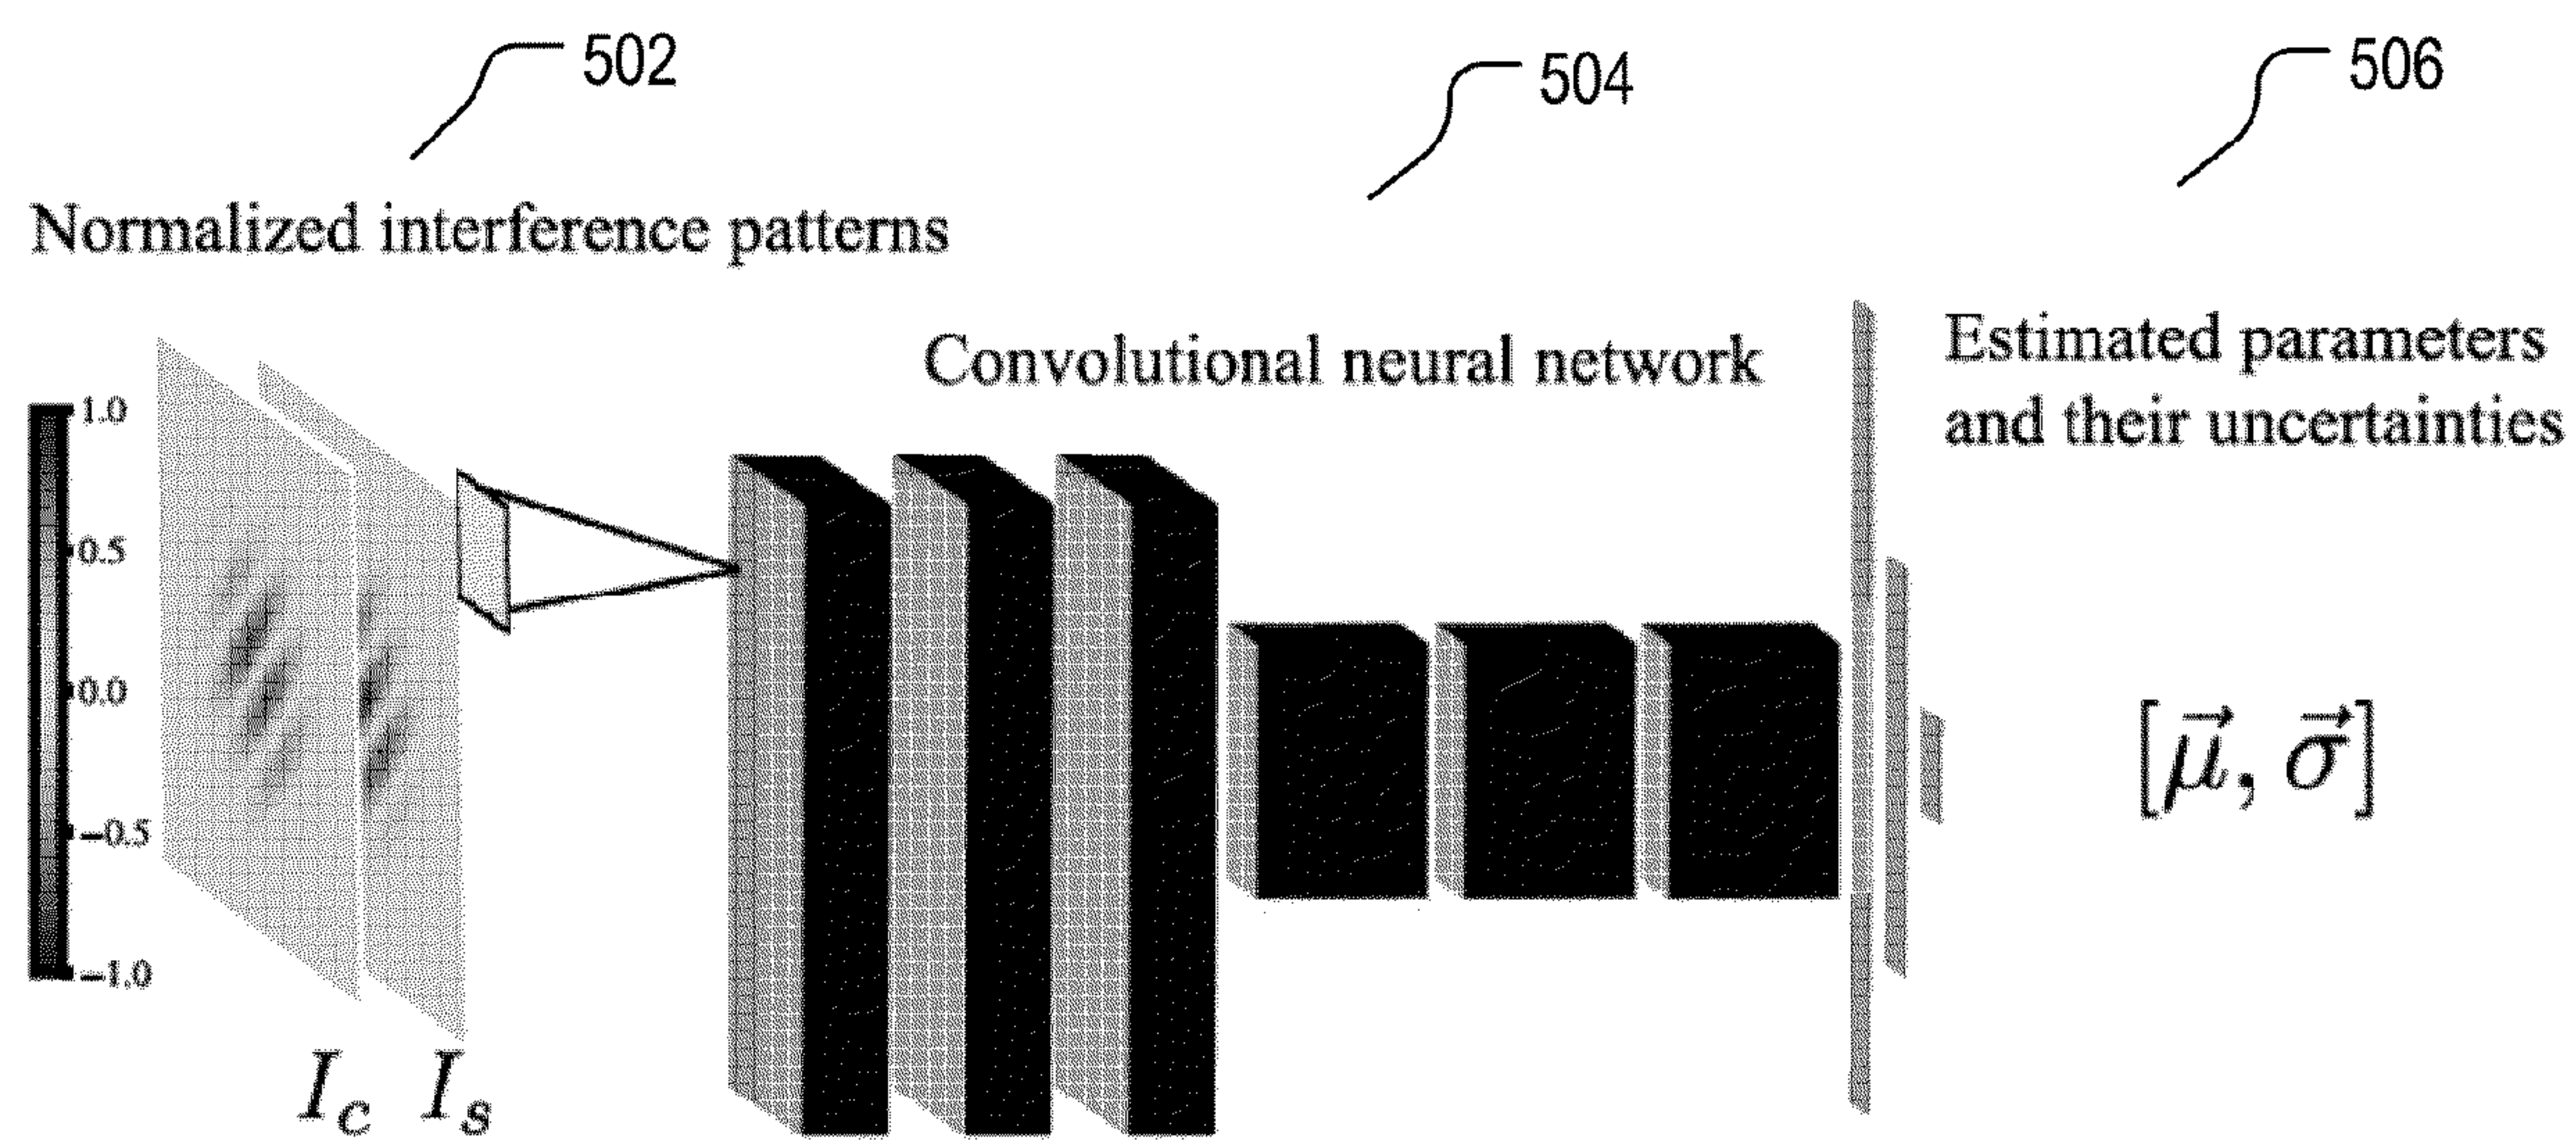 502
504
506
Normalized interference patterns
Convolutional neural network
Estimated parameters
and their uncertainties
1.0
0.5
0.0
−0.5
−1.0
[μ⃗, σ⃗]
I_c I_s